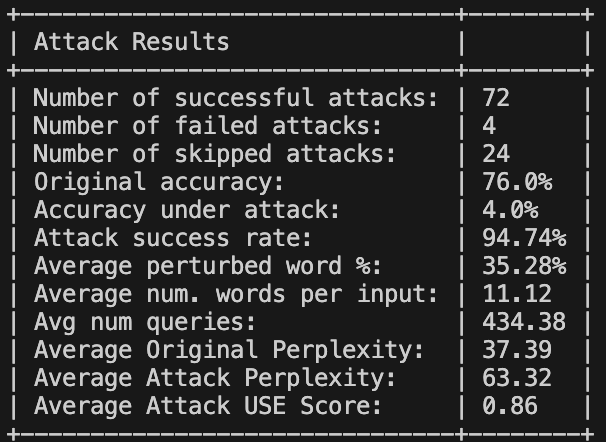 +-------------------------------+--------+
| Attack Results                |        |
+-------------------------------+--------+
| Number of successful attacks: | 72     |
| Number of failed attacks:     | 4      |
| Number of skipped attacks:    | 24     |
| Original accuracy:            | 76.0%  |
| Accuracy under attack:        | 4.0%   |
| Attack success rate:          | 94.74% |
| Average perturbed word %:     | 35.28% |
| Average num. words per input: | 11.12  |
| Avg num queries:              | 434.38 |
| Average Original Perplexity:  | 37.39  |
| Average Attack Perplexity:    | 63.32  |
| Average Attack USE Score:     | 0.86   |
+-------------------------------+--------+